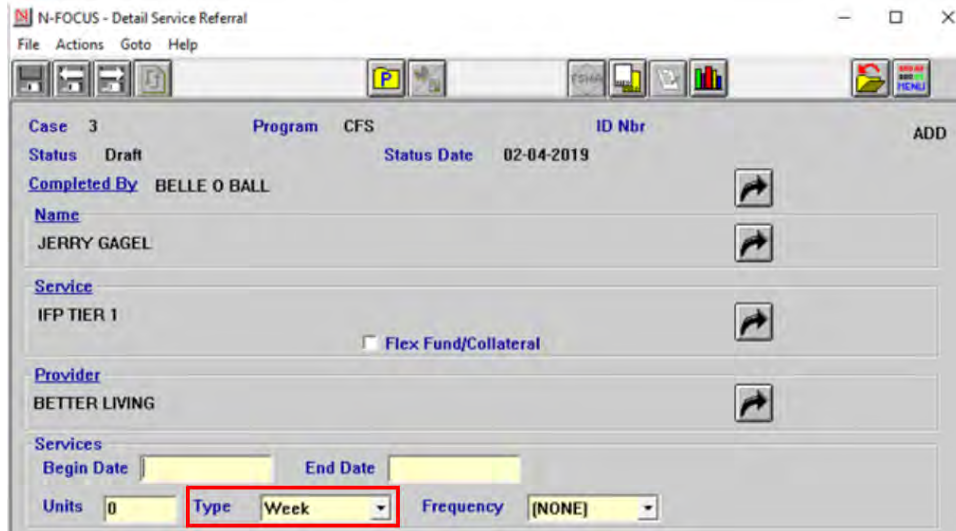 N-FOCUS - Detail Service Referral
File Actions Goto Help
P
MENU
Case 3 Program CFS ID Nbr ADD
Status Draft Status Date 02-04-2019
Completed By BELLE O BALL
Name
JERRY GAGEL
Service
IFP TIER 1
Flex Fund/Collateral
Provider
BETTER LIVING
Services
Begin Date End Date
Units 0 Type Week Frequency (NONE)